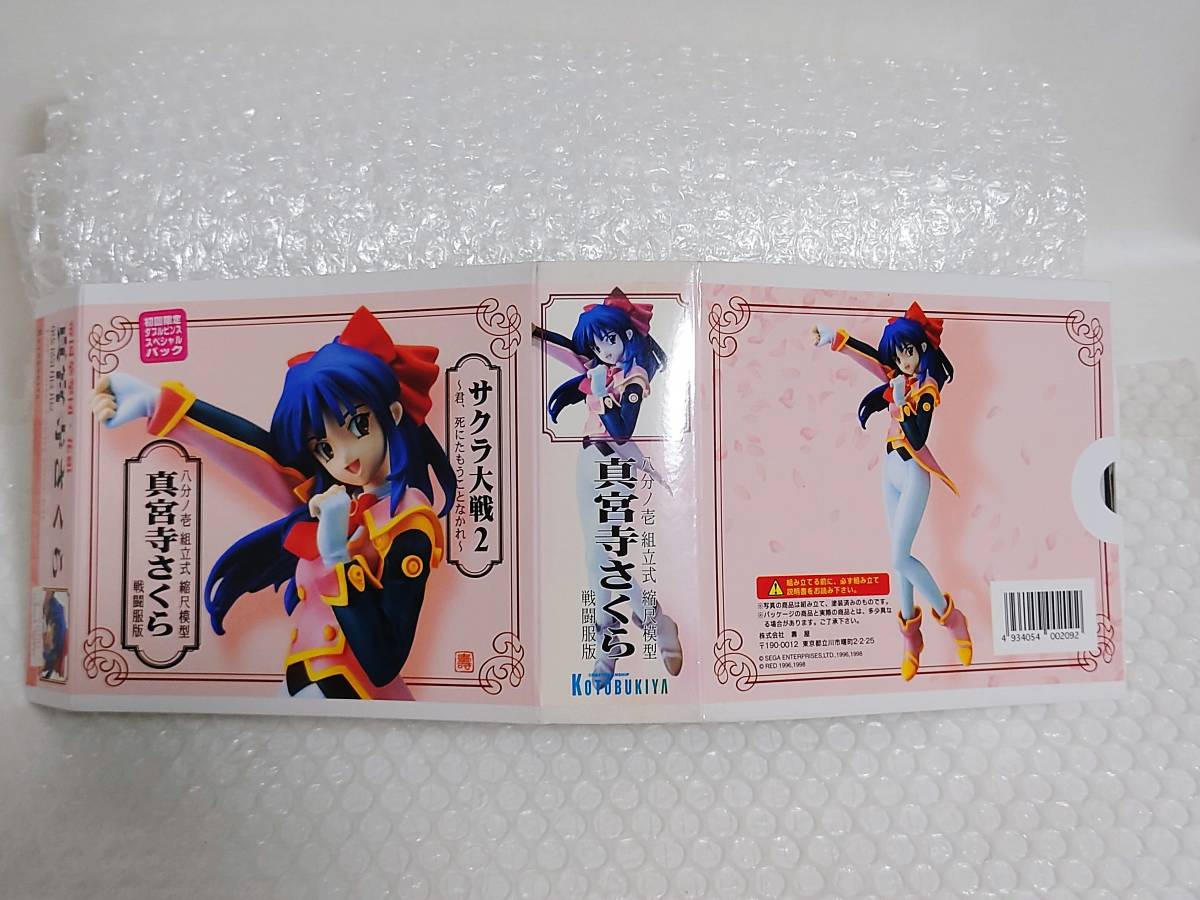 初回限定
ダブルピンズ
スペシャル
パック
サクラ大戦2
～君、死にたもうことなかれ～
八分ノ壱 組立式 縮尺模型
真宮寺さくら
戦闘服版
壽
八分ノ壱 組立式 縮尺模型
真宮寺さくら
戦闘服版
KOTOBUKIYA
組み立てる前に、必ず組み立て
説明書をお読み下さい。
※写真の商品は組み立て、塗装済みのものです。
※パッケージの商品と実際の商品とは、多少異な
る場合があります。ご了承下さい。
株式会社 壽 屋
〒190-0012 東京都立川市曙町2-2-25
© SEGA ENTERPRISES,LTD.,1996,1998
© RED 1996,1998
4 934054 002092